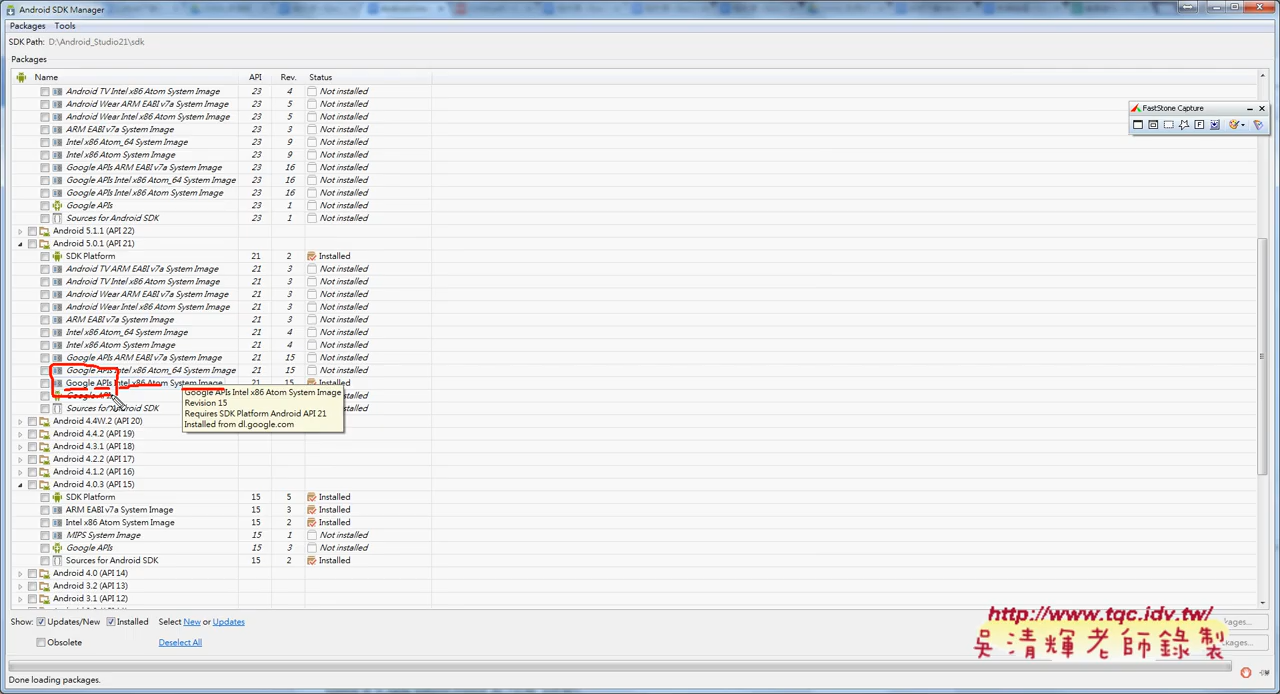 Android SDK Manager
Packages Tools
SDK Path: D:\Android_Studio21\sdk
Packages
Name API Rev. Status
Android TV Intel x86 Atom System Image 23 4 Not installed
Android Wear ARM EABI v7a System Image 23 5 Not installed
Android Wear Intel x86 Atom System Image 23 5 Not installed
ARM EABI v7a System Image 23 3 Not installed
Intel x86 Atom_64 System Image 23 9 Not installed
Intel x86 Atom System Image 23 9 Not installed
Google APIs ARM EABI v7a System Image 23 16 Not installed
Google APIs Intel x86 Atom_64 System Image 23 16 Not installed
Google APIs Intel x86 Atom System Image 23 16 Not installed
Google APIs 23 1 Not installed
Sources for Android SDK 23 1 Not installed
Android 5.1.1 (API 22)
Android 5.0.1 (API 21)
SDK Platform 21 2 Installed
Android TV ARM EABI v7a System Image 21 3 Not installed
Android TV Intel x86 Atom System Image 21 3 Not installed
Android Wear ARM EABI v7a System Image 21 3 Not installed
Android Wear Intel x86 Atom System Image 21 3 Not installed
ARM EABI v7a System Image 21 3 Not installed
Intel x86 Atom_64 System Image 21 4 Not installed
Intel x86 Atom System Image 21 4 Not installed
Google APIs ARM EABI v7a System Image 21 15 Not installed
Google APIs Intel x86 Atom_64 System Image 21 15 Not installed
Google APIs Intel x86 Atom System Image 21 15 Installed
Google APIs
Sources for Android SDK
Google APIs Intel x86 Atom System Image
Revision 15
Requires SDK Platform Android API 21
Installed from dl.google.com
Android 4.4W.2 (API 20)
Android 4.4.2 (API 19)
Android 4.3.1 (API 18)
Android 4.2.2 (API 17)
Android 4.1.2 (API 16)
Android 4.0.3 (API 15)
SDK Platform 15 5 Installed
ARM EABI v7a System Image 15 3 Installed
Intel x86 Atom System Image 15 2 Installed
MIPS System Image 15 1 Not installed
Google APIs 15 3 Not installed
Sources for Android SDK 15 2 Installed
Android 4.0 (API 14)
Android 3.2 (API 13)
Android 3.1 (API 12)
Show: Updates/New Installed Select New or Updates
Obsolete Deselect All
Done loading packages.
FastStone Capture
http://www.tqc.idv.tw/
吳清輝老師錄製